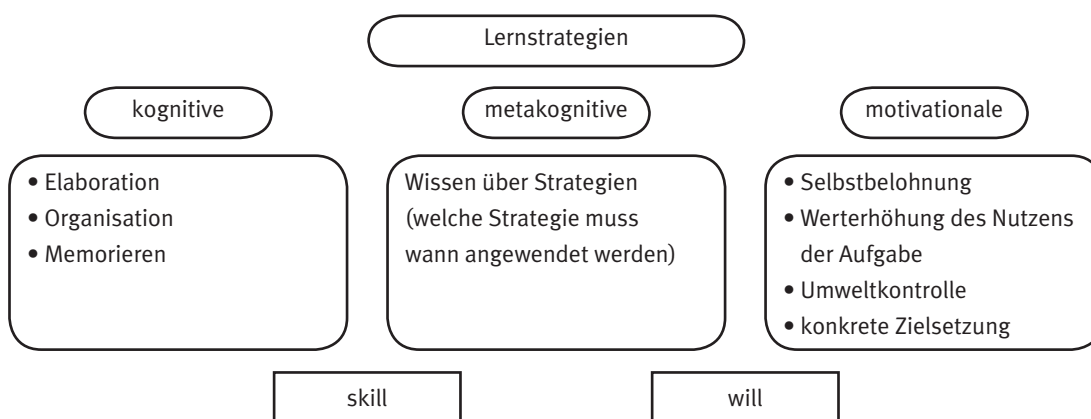 Lernstrategien
kognitive
metakognitive
motivationale
• Elaboration
• Organisation
• Memorieren
Wissen über Strategien
(welche Strategie muss
wann angewendet werden)
• Selbstbelohnung
• Werterhöhung des Nutzens
der Aufgabe
• Umweltkontrolle
• konkrete Zielsetzung
skill
will